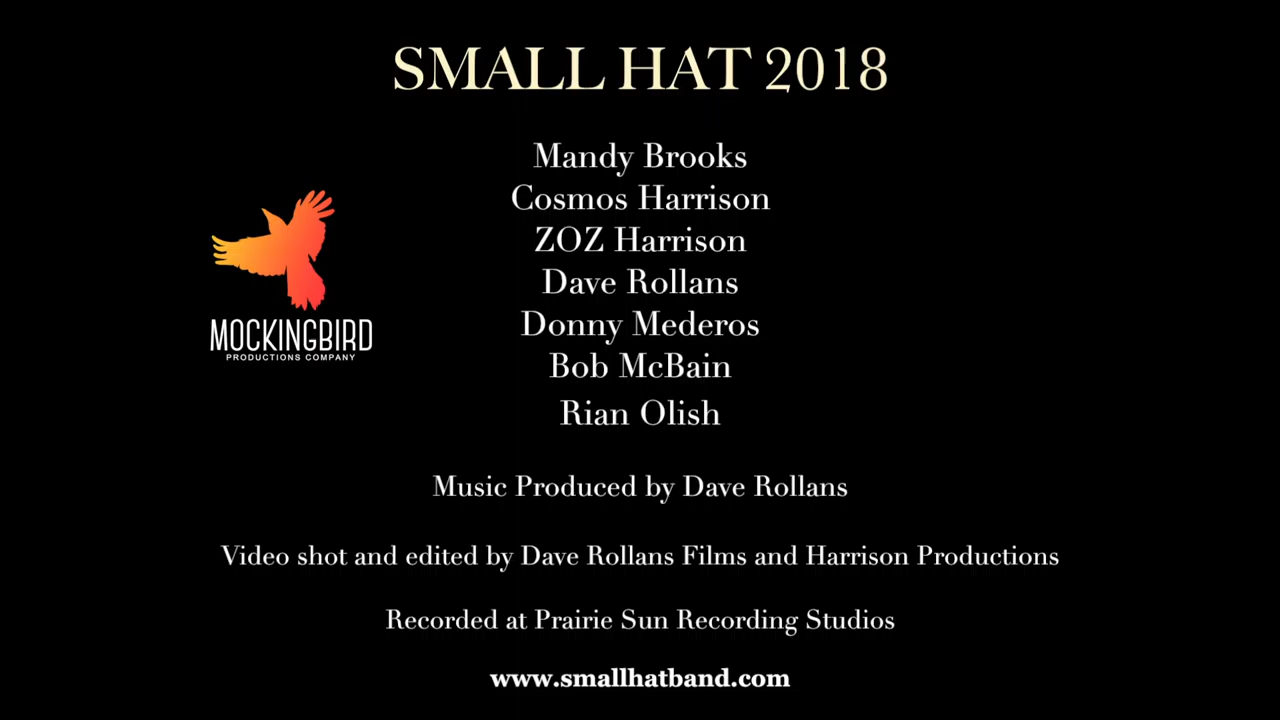 SMALL HAT 2018
Mandy Brooks
Cosmos Harrison
ZOZ Harrison
Dave Rollans
Donny Mederos
Bob McBain
Rian Olish
MOCKINGBIRD
PRODUCTIONS COMPANY
Music Produced by Dave Rollans
Video shot and edited by Dave Rollans Films and Harrison Productions
Recorded at Prairie Sun Recording Studios
www.smallhatband.com